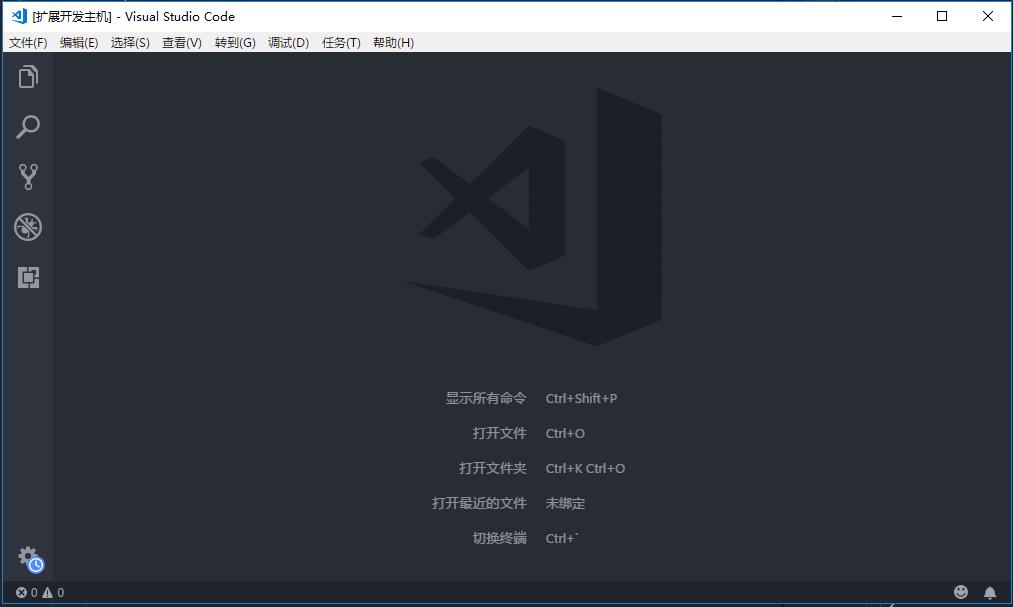 [扩展开发主机] - Visual Studio Code
文件(F) 编辑(E) 选择(S) 查看(V) 转到(G) 调试(D) 任务(T) 帮助(H)
显示所有命令 Ctrl+Shift+P
打开文件 Ctrl+O
打开文件夹 Ctrl+K Ctrl+O
打开最近的文件 未绑定
切换终端 Ctrl+`
0 0